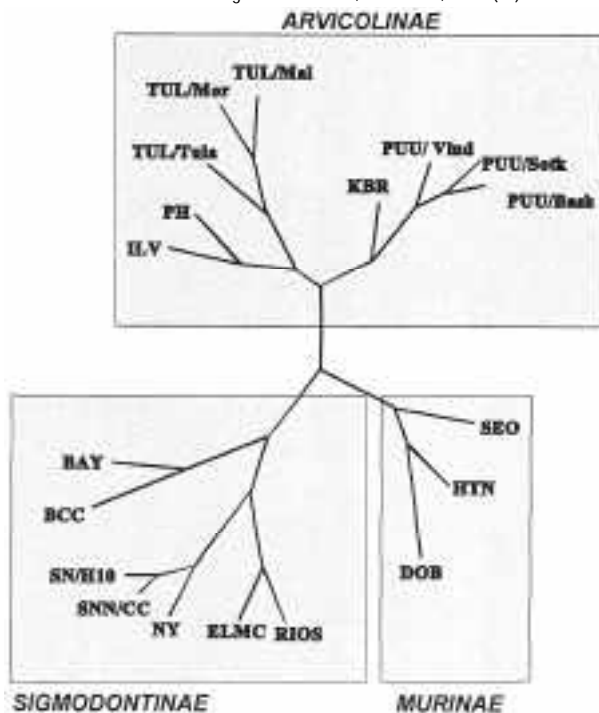 ARVICOLINAE
TUL/Mal
TUL/Mor
TUL/Tula
PUU/ Vlad
PUU/Sotk
PUU/Bash
KBR
PH
ILV
SEO
BAY
HTN
BCC
SN/H10
DOB
SNN/CC
NY
ELMC
RIOS
SIGMODONTINAE
MURINAE